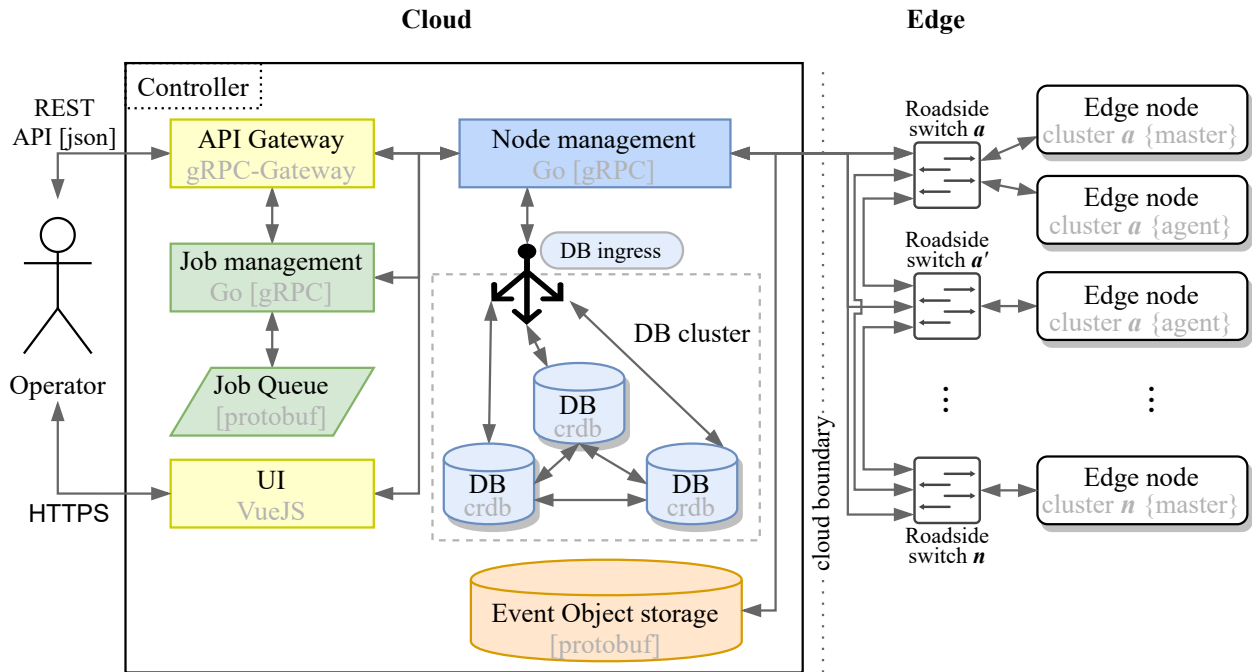 Cloud
Edge
Controller
REST
API [json]
API Gateway
gRPC-Gateway
Node management
Go [gRPC]
Roadside
switch a
Edge node
cluster a {master}
Edge node
cluster a {agent}
Job management
Go [gRPC]
DB ingress
Roadside
switch a′
Edge node
cluster a {agent}
DB cluster
Operator
Job Queue
[protobuf]
DB
crdb
DB
crdb
DB
crdb
UI
VueJS
HTTPS
cloud boundary
Edge node
cluster n {master}
Roadside
switch n
Event Object storage
[protobuf]